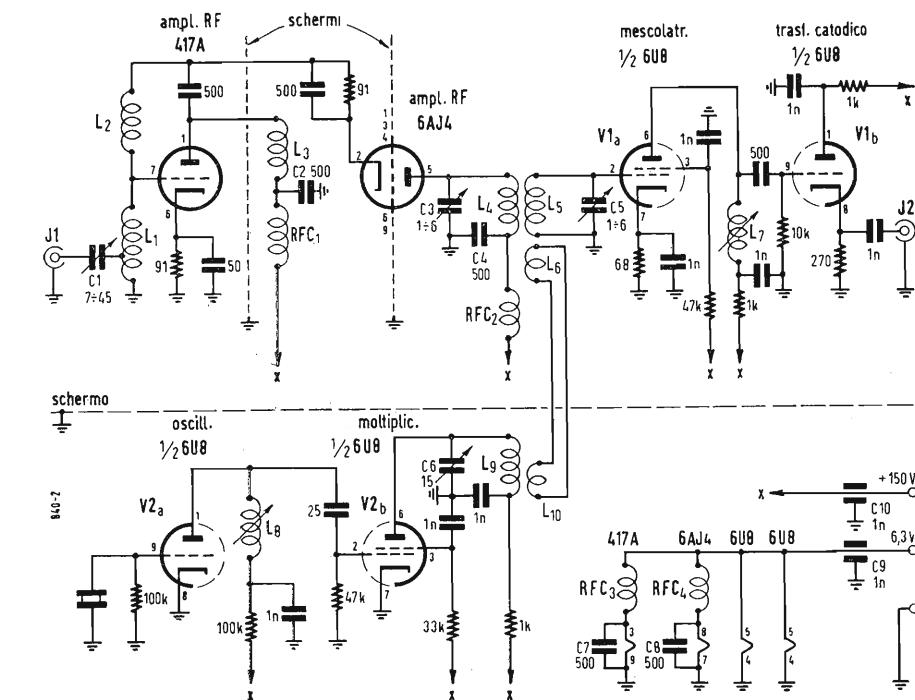 ampl. RF
417A
schermi
mescolatr.
½ 6U8
trasf. catodico
½ 6U8
500
500
91
ampl. RF
6AJ4
1n
1k
x
L2
1
7
6
L3
C2 500
1
3
4
2
5
6
9
V1a
6
1n
2
3
7
500
V1b
1
9
8
J1
L1
C1
7÷45
91
50
RFC1
C3
1÷6
L4
C4
500
L5
C5
1÷6
L6
RFC2
68
1n
47k
L7
1n
1k
10k
270
1n
J2
x
x
x
x
schermo
oscill.
½ 6U8
moltiplic.
½ 6U8
840-2
V2a
1
9
8
100k
L8
100k
1n
25
V2b
6
2
3
7
47k
C6
15
1n
1n
L9
L10
33k
1k
x
x
x
x
+150 V
C10
1n
6,3 V
C9
1n
417A
6AJ4
6U8
6U8
RFC3
RFC4
C7
500
3
9
C8
500
8
7
5
4
5
4